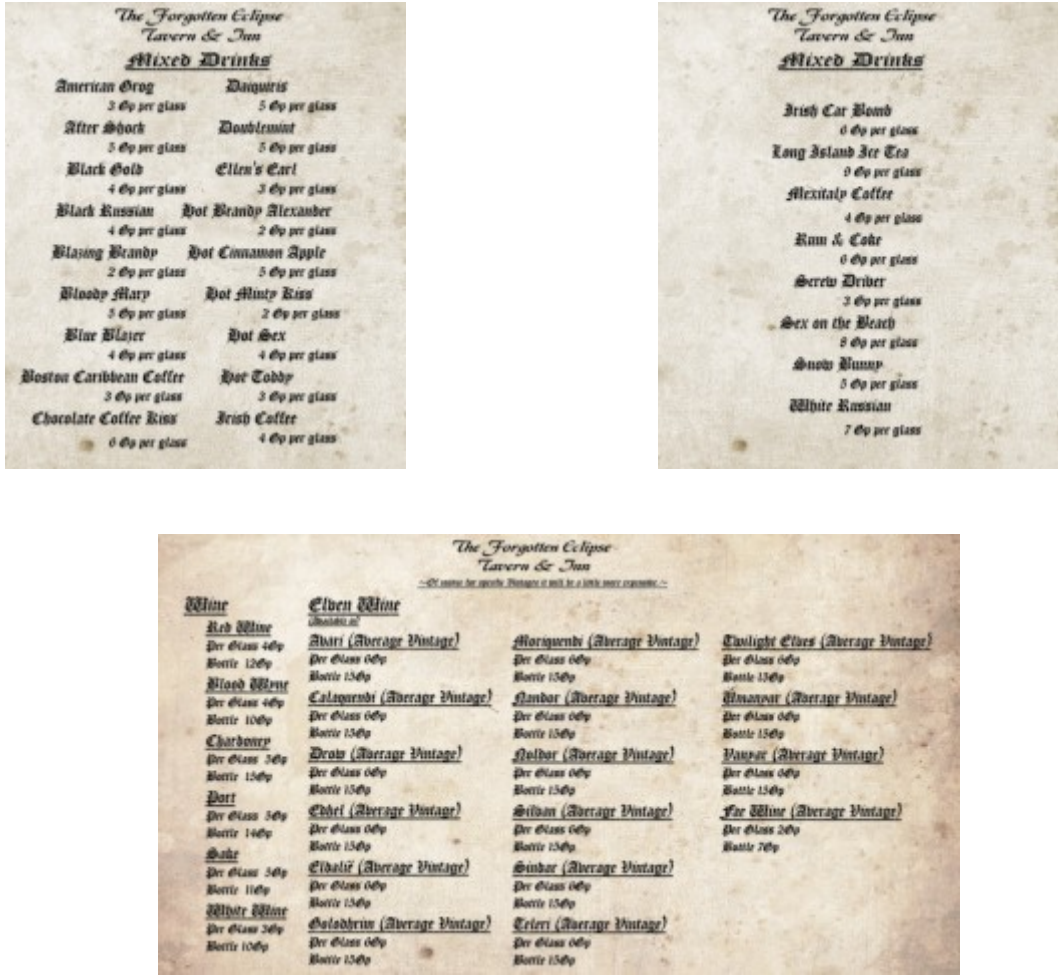 The Forgotten Eclipse
Tavern & Inn
Mixed Drinks
American Grog
3 Gp per glass
After Shock
5 Gp per glass
Black Gold
4 Gp per glass
Black Russian
4 Gp per glass
Blazing Brandy
2 Gp per glass
Bloody Mary
5 Gp per glass
Blue Blazer
4 Gp per glass
Boston Caribbean Coffee
3 Gp per glass
Chocolate Coffee Kiss
6 Gp per glass
Daiquiris
5 Gp per glass
Doublemint
5 Gp per glass
Ellen's Earl
3 Gp per glass
Hot Brandy Alexander
2 Gp per glass
Hot Cinnamon Apple
5 Gp per glass
Hot Minty Kiss
2 Gp per glass
Hot Sex
4 Gp per glass
Hot Toddy
3 Gp per glass
Irish Coffee
4 Gp per glass
The Forgotten Eclipse
Tavern & Inn
Mixed Drinks
Irish Car Bomb
6 Gp per glass
Long Island Ice Tea
9 Gp per glass
Mexitaly Coffee
4 Gp per glass
Rum & Coke
6 Gp per glass
Screw Driver
3 Gp per glass
Sex on the Beach
8 Gp per glass
Snow Bunny
5 Gp per glass
White Russian
7 Gp per glass
The Forgotten Eclipse
Tavern & Inn
~Of course for specific Vintages it will be a little more expensive.~
Wine
Red Wine
Per Glass 4Gp
Bottle 12Gp
Blood Wyne
Per Glass 4Gp
Bottle 10Gp
Chardoney
Per Glass 5Gp
Bottle 15Gp
Port
Per Glass 5Gp
Bottle 14Gp
Sake
Per Glass 5Gp
Bottle 11Gp
White Wine
Per Glass 3Gp
Bottle 10Gp
Elven Wine
Avari (Average Vintage)
Per Glass 6Gp
Bottle 15Gp
Calaquendi (Average Vintage)
Per Glass 6Gp
Bottle 15Gp
Drow (Average Vintage)
Per Glass 6Gp
Bottle 15Gp
Edhel (Average Vintage)
Per Glass 6Gp
Bottle 15Gp
Eldalië (Average Vintage)
Per Glass 6Gp
Bottle 15Gp
Golodhrim (Average Vintage)
Per Glass 6Gp
Bottle 15Gp
Moriquendi (Average Vintage)
Per Glass 6Gp
Bottle 15Gp
Nandor (Average Vintage)
Per Glass 6Gp
Bottle 15Gp
Noldor (Average Vintage)
Per Glass 6Gp
Bottle 15Gp
Silvan (Average Vintage)
Per Glass 6Gp
Bottle 15Gp
Sindar (Average Vintage)
Per Glass 6Gp
Bottle 15Gp
Teleri (Average Vintage)
Per Glass 6Gp
Bottle 15Gp
Twilight Elves (Average Vintage)
Per Glass 6Gp
Bottle 15Gp
Umanyar (Average Vintage)
Per Glass 6Gp
Bottle 15Gp
Vanyar (Average Vintage)
Per Glass 6Gp
Bottle 15Gp
Fae Wine (Average Vintage)
Per Glass 2Gp
Bottle 7Gp